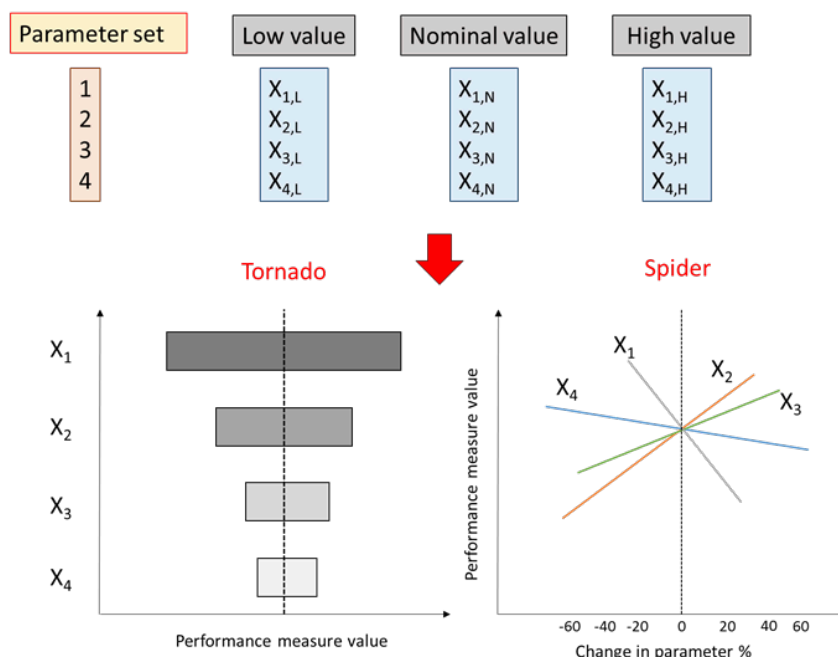 Parameter set Low value Nominal value High value
1 X1,L X1,N X1,H
2 X2,L X2,N X2,H
3 X3,L X3,N X3,H
4 X4,L X4,N X4,H
Tornado
X1
X2
X3
X4
Performance measure value
Spider
Performance measure value
X1
X2
X3
X4
-60 -40 -20 0 20 40 60
Change in parameter %